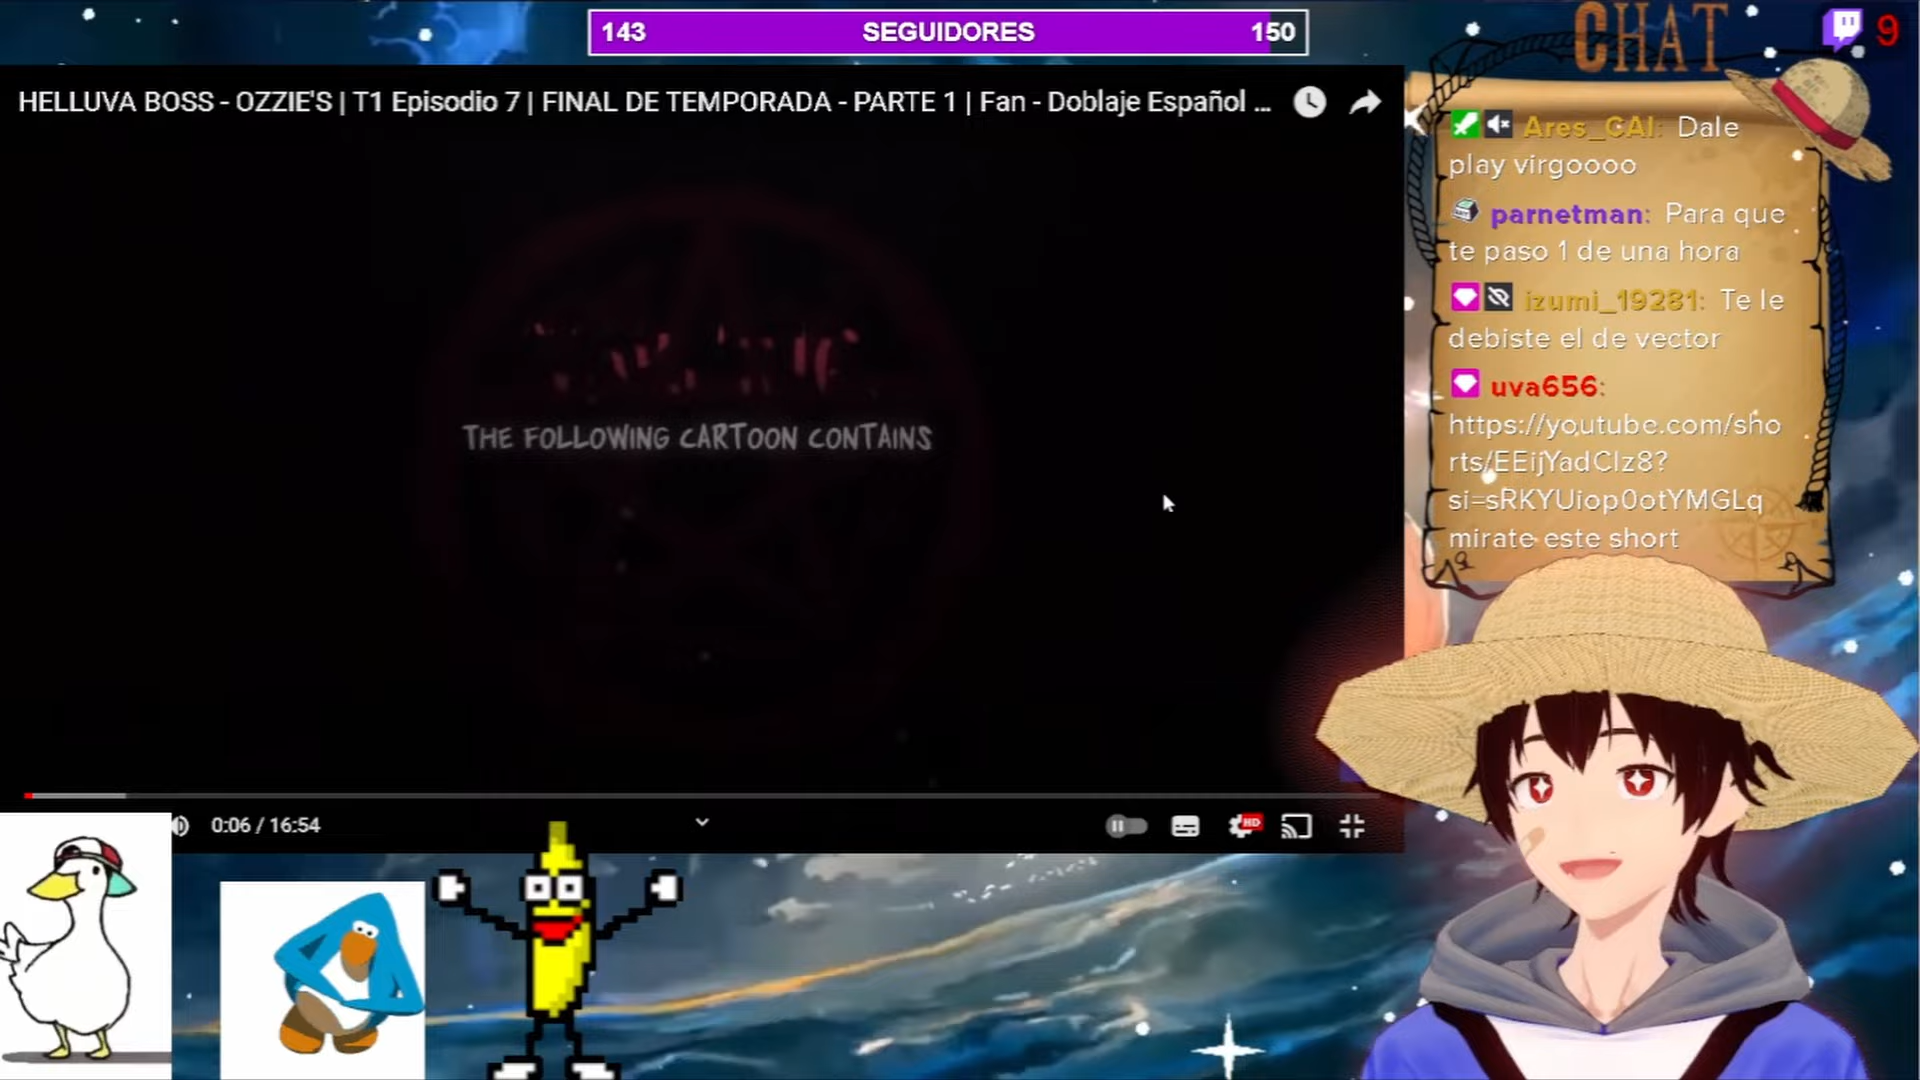 143 SEGUIDORES 150
CHAT
9
HELLUVA BOSS - OZZIE'S | T1 Episodio 7 | FINAL DE TEMPORADA - PARTE 1 | Fan - Doblaje Español ...
Ares_CAI: Dale
play virgoooo
parnetman: Para que
te paso 1 de una hora
izumi_19281: Te le
debiste el de vector
uva656:
https://youtube.com/sho
rts/EEijYadCIz8?
si=sRKYUiop0otYMGLq
mirate este short
THE FOLLOWING CARTOON CONTAINS
0:06 / 16:54
HD